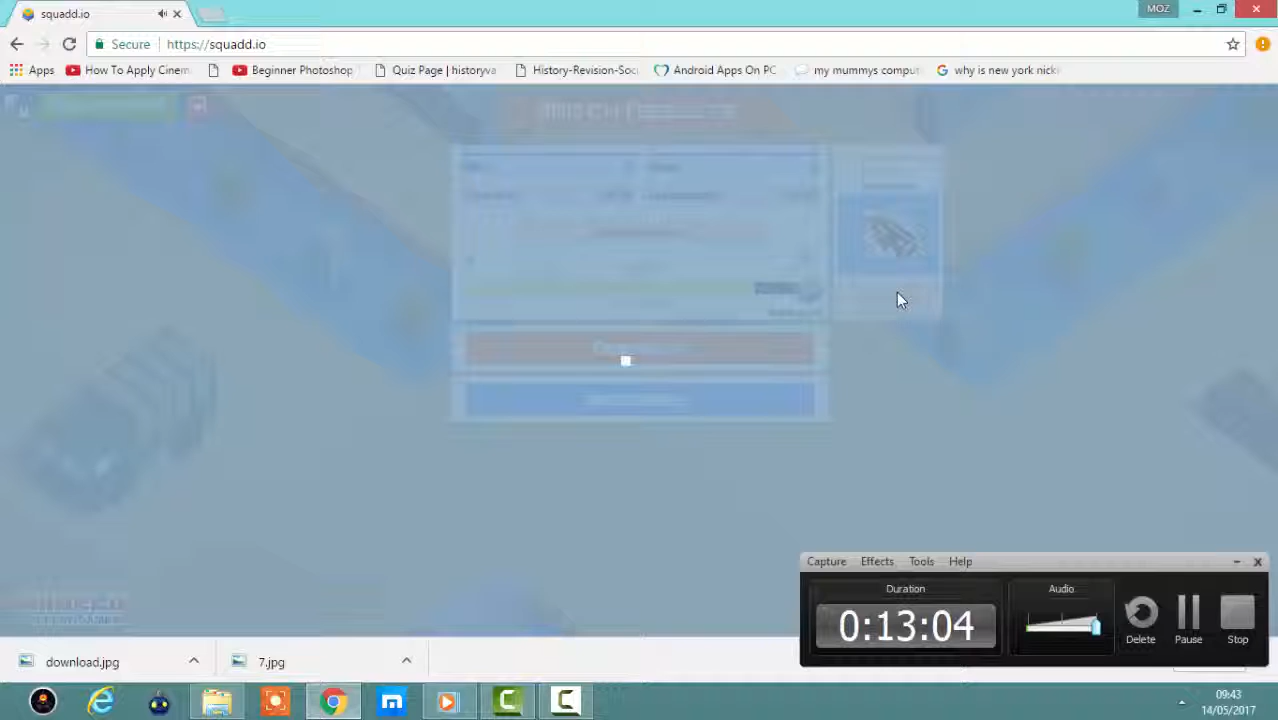 squadd.io
MOZ
Secure
https://squadd.io
Apps
How To Apply Cinem
Beginner Photoshop
Quiz Page | historyva
History-Revision-Soc
Android Apps On PC
my mummys comput
why is new york nick
Capture
Effects
Tools
Help
Duration
Audio
0:13:04
Delete
Pause
Stop
download.jpg
7.jpg
09:43
14/05/2017